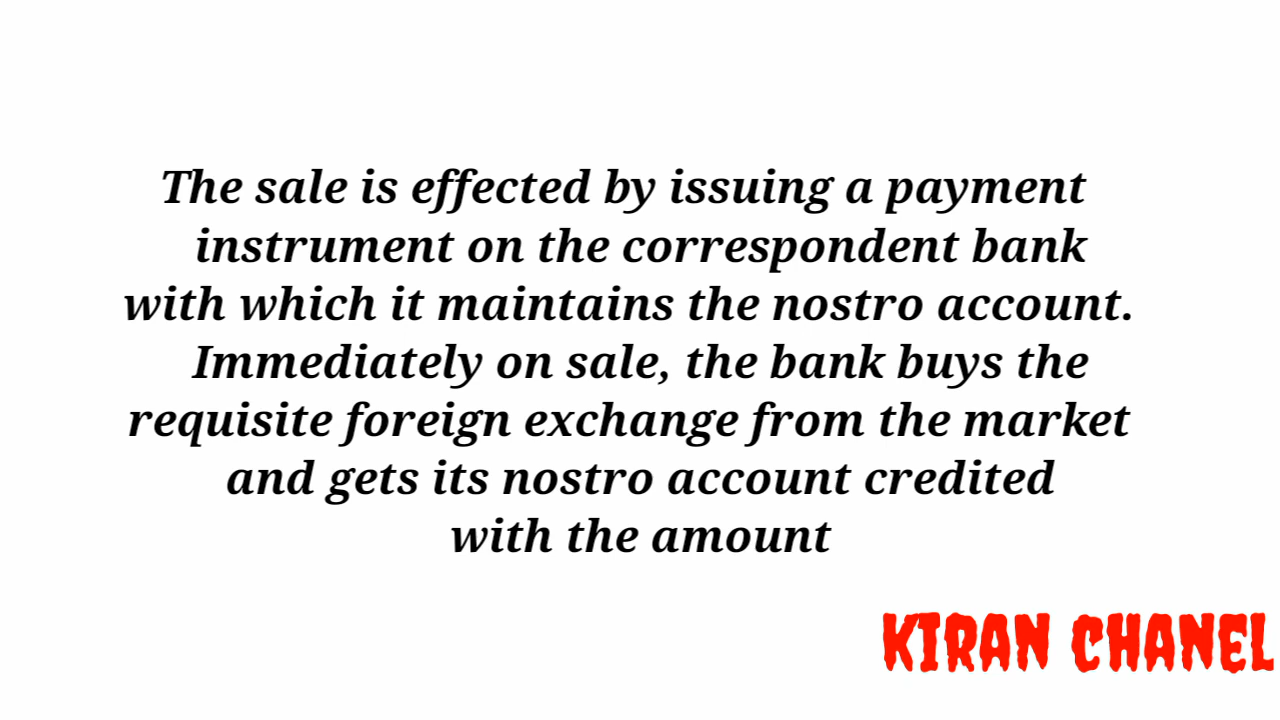 The sale is effected by issuing a payment
instrument on the correspondent bank
with which it maintains the nostro account.
Immediately on sale, the bank buys the
requisite foreign exchange from the market
and gets its nostro account credited
with the amount
KIRAN CHANEL